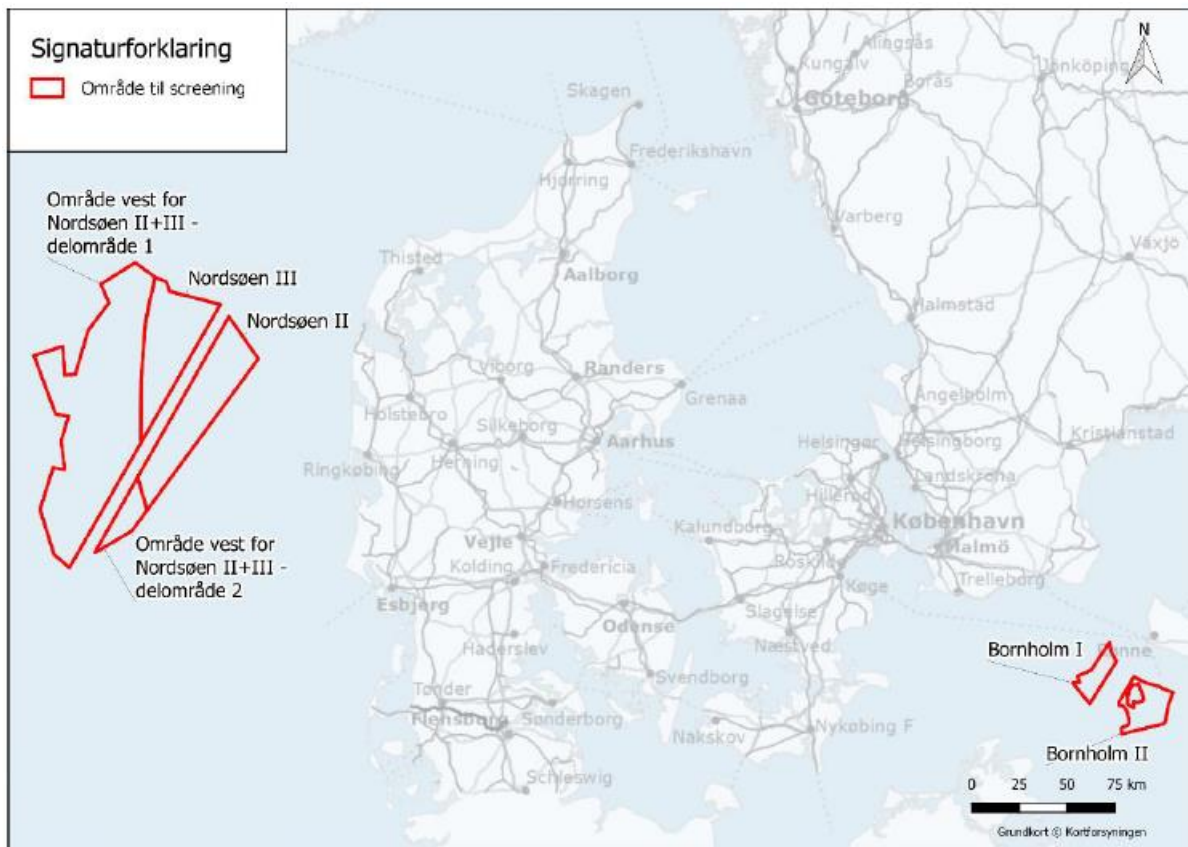 Signaturforklaring
Område til screening
N
Område vest for
Nordsøen II+III -
delområde 1
Nordsøen III
Nordsøen II
Område vest for
Nordsøen II+III -
delområde 2
Bornholm I
Bornholm II
Skagen
Frederikshavn
Hjørring
Thisted
Aalborg
Viborg
Randers
Grenaa
Holstebro
Silkeborg
Aarhus
Herning
Ringkøbing
Horsens
Vejle
Kolding
Fredericia
Esbjerg
Odense
Haderslev
Svendborg
Tønder
Flensborg
Sønderborg
Schleswig
Nakskov
Nykøbing F
Kalundborg
Roskild
Køge
Slagelse
Næstved
Helsingør
Hillerød
København
Helsingborg
Landskrona
Malmö
Trelleborg
Ängelholm
Kristianstad
Halmstad
Växjö
Varberg
Göteborg
Borås
Kungälv
Alingsås
Jönköping
Rønne
0 25 50 75 km
Grundkort © Kortforsyningen